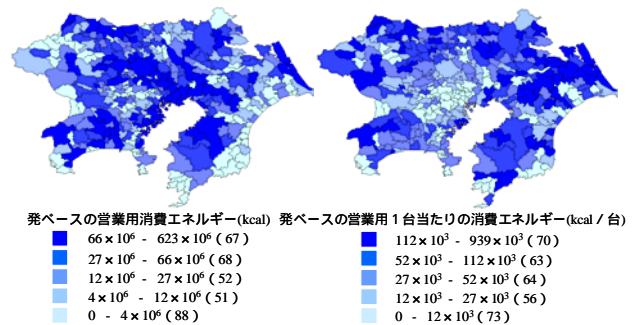 発ベースの営業用消費エネルギー(kcal)
66×10⁶ - 623×10⁶(67)
27×10⁶ - 66×10⁶(68)
12×10⁶ - 27×10⁶(52)
4×10⁶ - 12×10⁶(51)
0 - 4×10⁶(88)
発ベースの営業用1台当たりの消費エネルギー(kcal/台)
112×10³ - 939×10³(70)
52×10³ - 112×10³(63)
27×10³ - 52×10³(64)
12×10³ - 27×10³(56)
0 - 12×10³(73)